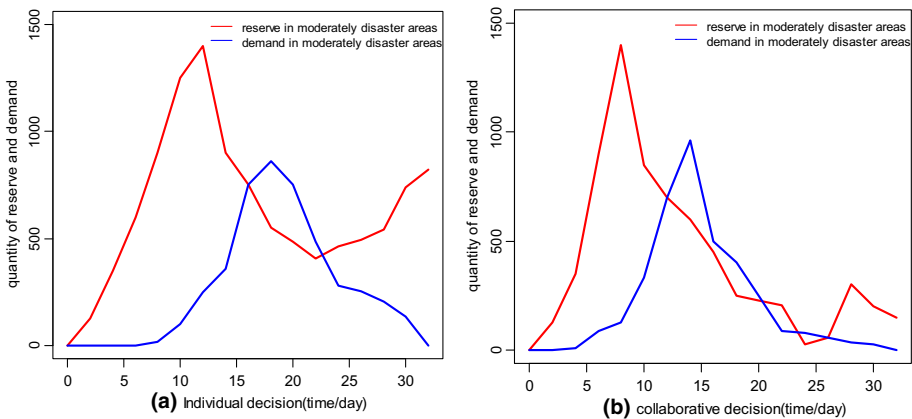 reserve in moderately disaster areas
demand in moderately disaster areas
quantity of reserve and demand
0 500 1000 1500
0 5 10 15 20 25 30
(a) Individual decision(time/day)
reserve in moderately disaster areas
demand in moderately disaster areas
quantity of reserve and demand
0 500 1000 1500
0 5 10 15 20 25 30
(b) collaborative decision(time/day)